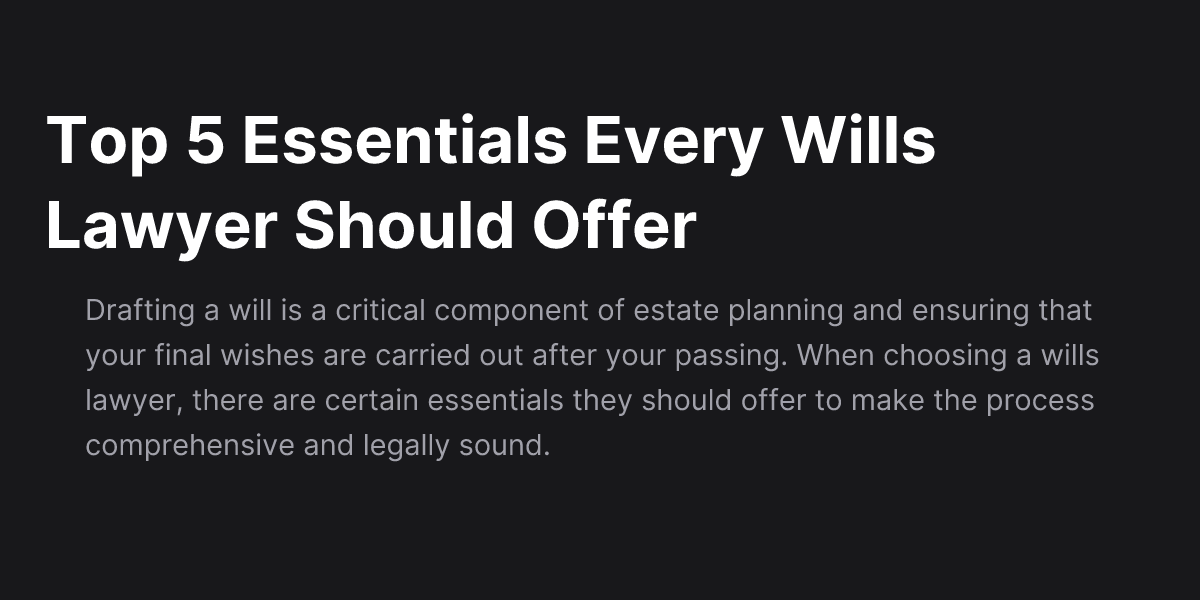 Top 5 Essentials Every Wills
Lawyer Should Offer
Drafting a will is a critical component of estate planning and ensuring that
your final wishes are carried out after your passing. When choosing a wills
lawyer, there are certain essentials they should offer to make the process
comprehensive and legally sound.